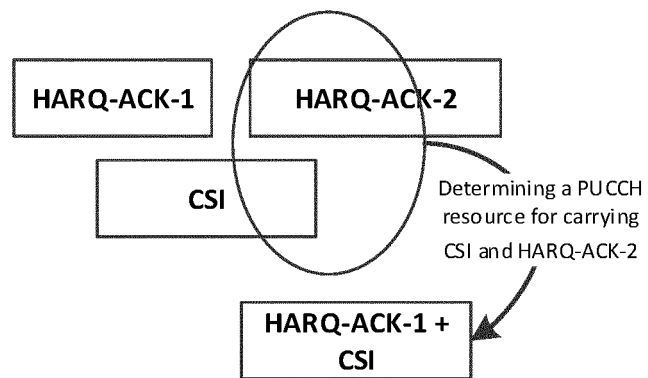 HARQ-ACK-1
HARQ-ACK-2
CSI
Determining a PUCCH
resource for carrying
CSI and HARQ-ACK-2
HARQ-ACK-1 +
CSI